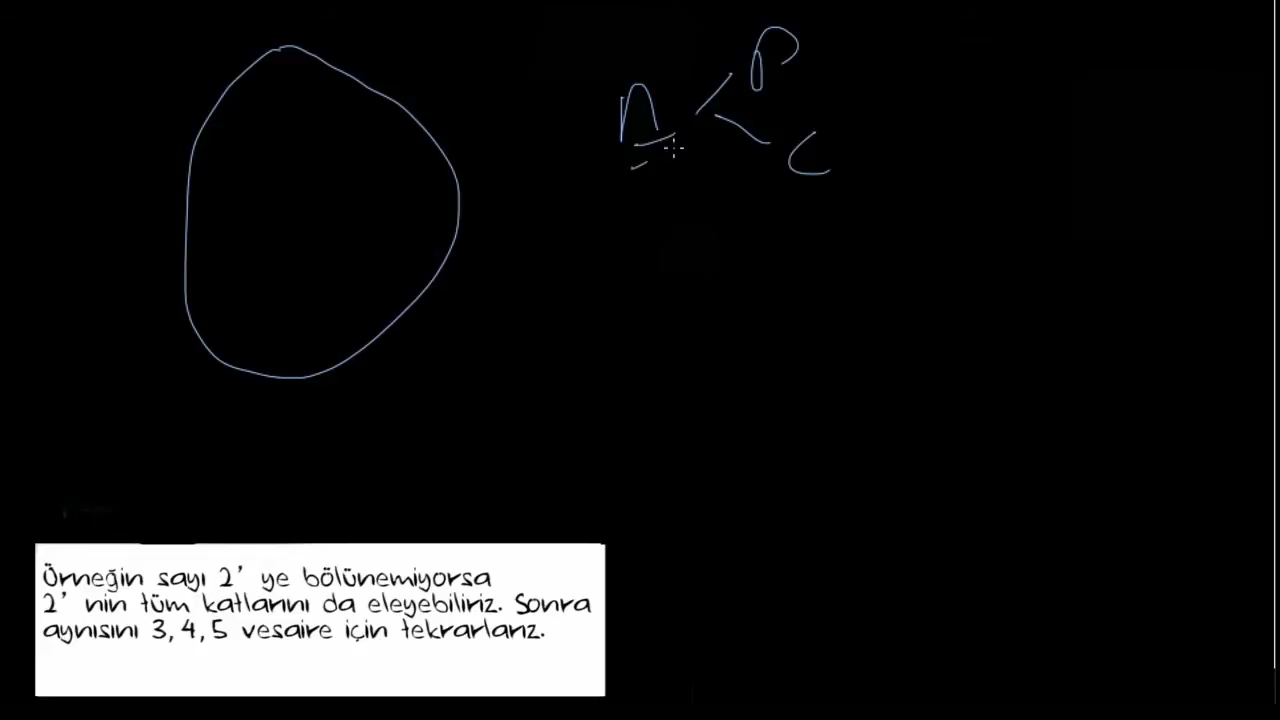 n
P
C
Örneğin sayı 2' ye bölünemiyorsa
2' nin tüm katlarını da eleyebiliriz. Sonra
aynısını 3, 4, 5 vesaire için tekrarlarız.